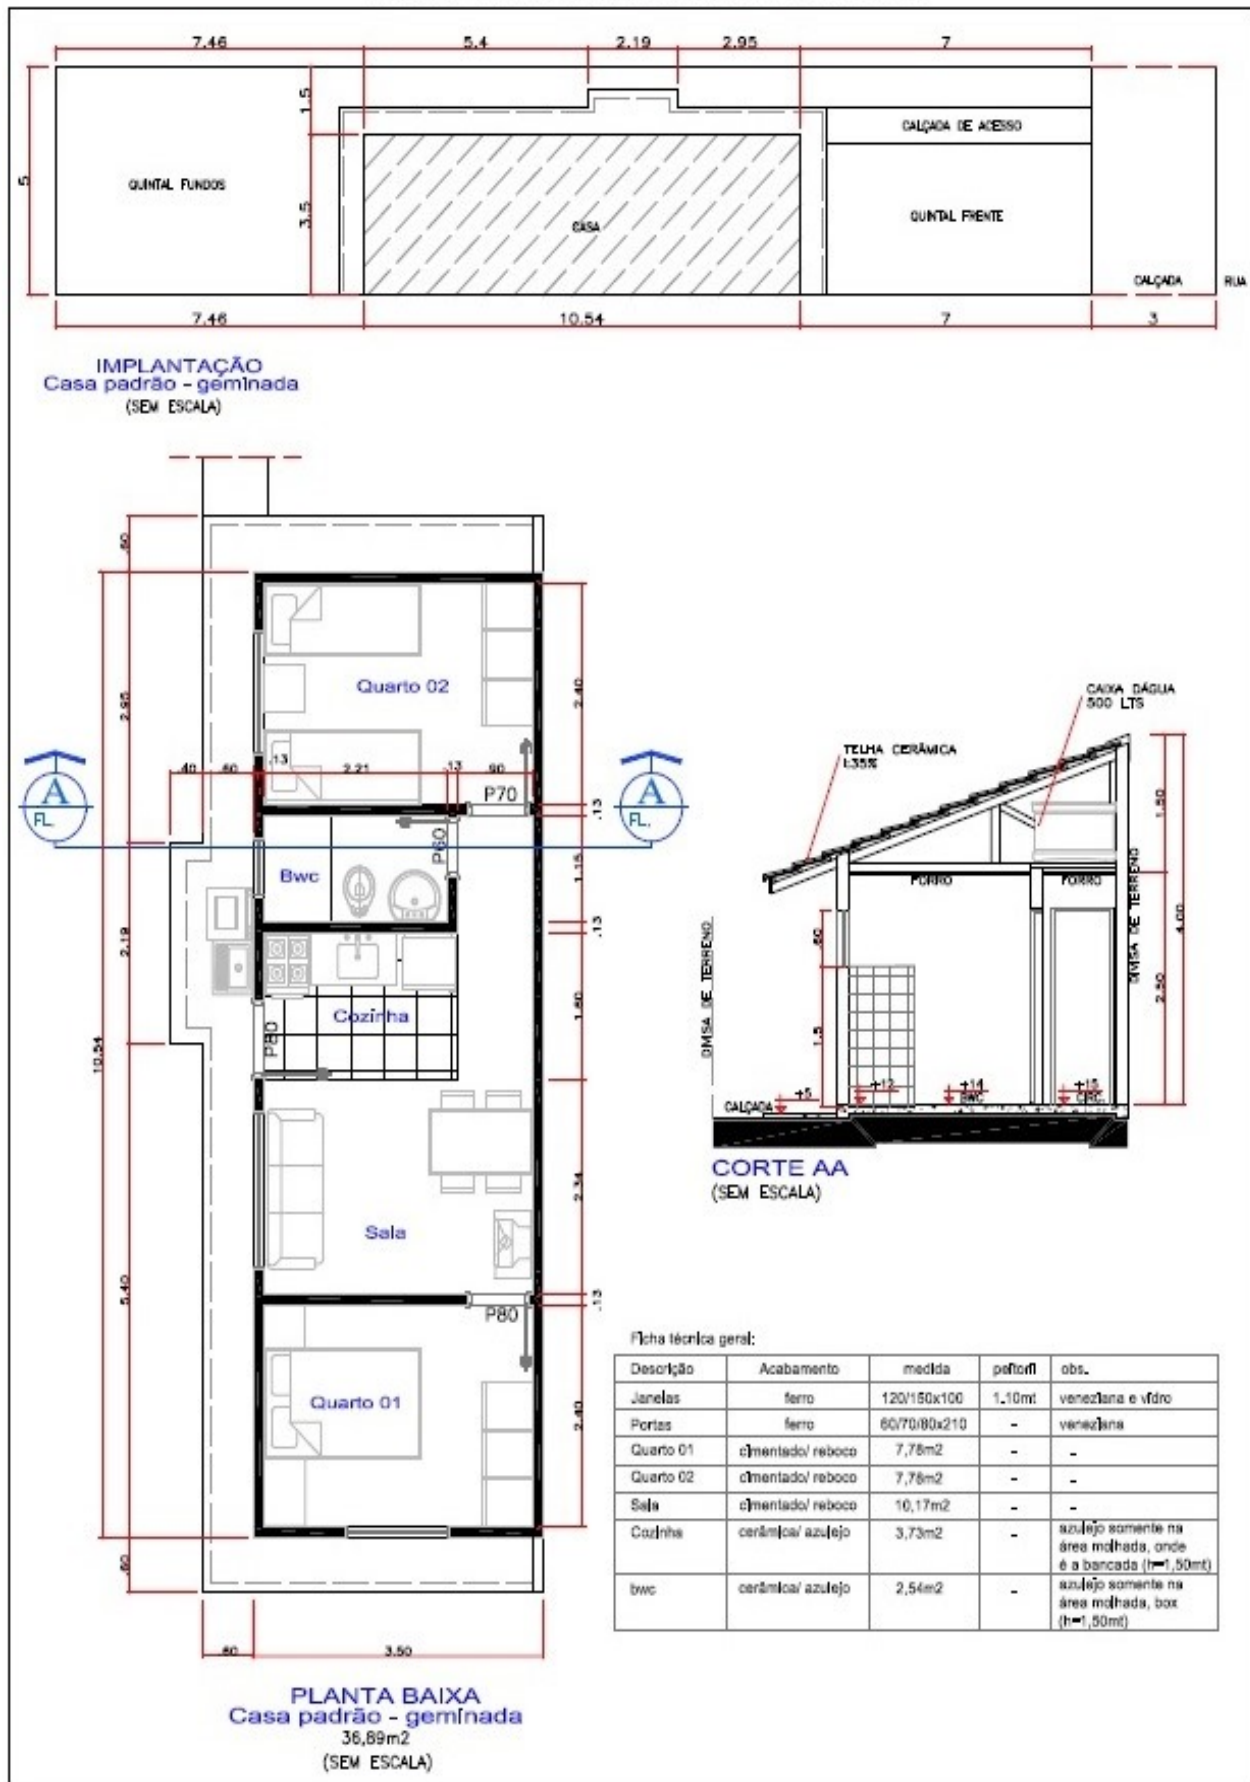 7.46 5.4 2.19 2.95 7
5
1.5
3.5
QUINTAL FUNDOS
CASA
CALÇADA DE ACESSO
QUINTAL FRENTE
CALÇADA RUA
7.46 10.54 7 3
IMPLANTAÇÃO
Casa padrão - geminada
(SEM ESCALA)
.60
2.95
2.19
5.40
.60
10.54
Quarto 02
2.40
.40 .60 .13 2.21 .13 .90
P70
A
FL.
A
FL.
.13
P60
Bwc
1.15
.13
Cozinha
1.60
P80
Sala
2.34
.13
P80
Quarto 01
2.40
.60 3.50
PLANTA BAIXA
Casa padrão - geminada
36,89m2
(SEM ESCALA)
CAIXA DÁGUA
500 LTS
TELHA CERÂMICA
I:35%
FORRO FORRO
DIVISA DE TERRENO
DIVISA DE TERRENO
1.50
4.00
2.50
.60
1.5
CALÇADA +5
+14 +15
BWC CIRC.
CORTE AA
(SEM ESCALA)
Ficha técnica geral:
Descrição Acabamento medida peitoril obs.
Janelas ferro 120/150x100 1.10mt veneziana e vidro
Portas ferro 60/70/80x210 - veneziana
Quarto 01 cimentado/ reboco 7,78m2 - -
Quarto 02 cimentado/ reboco 7,78m2 - -
Sala cimentado/ reboco 10,17m2 - -
Cozinha cerâmica/ azulejo 3,73m2 - azulejo somente na
área molhada, onde
é a bancada (h=1,50mt)
bwc cerâmica/ azulejo 2,54m2 - azulejo somente na
área molhada, box
(h=1,50mt)